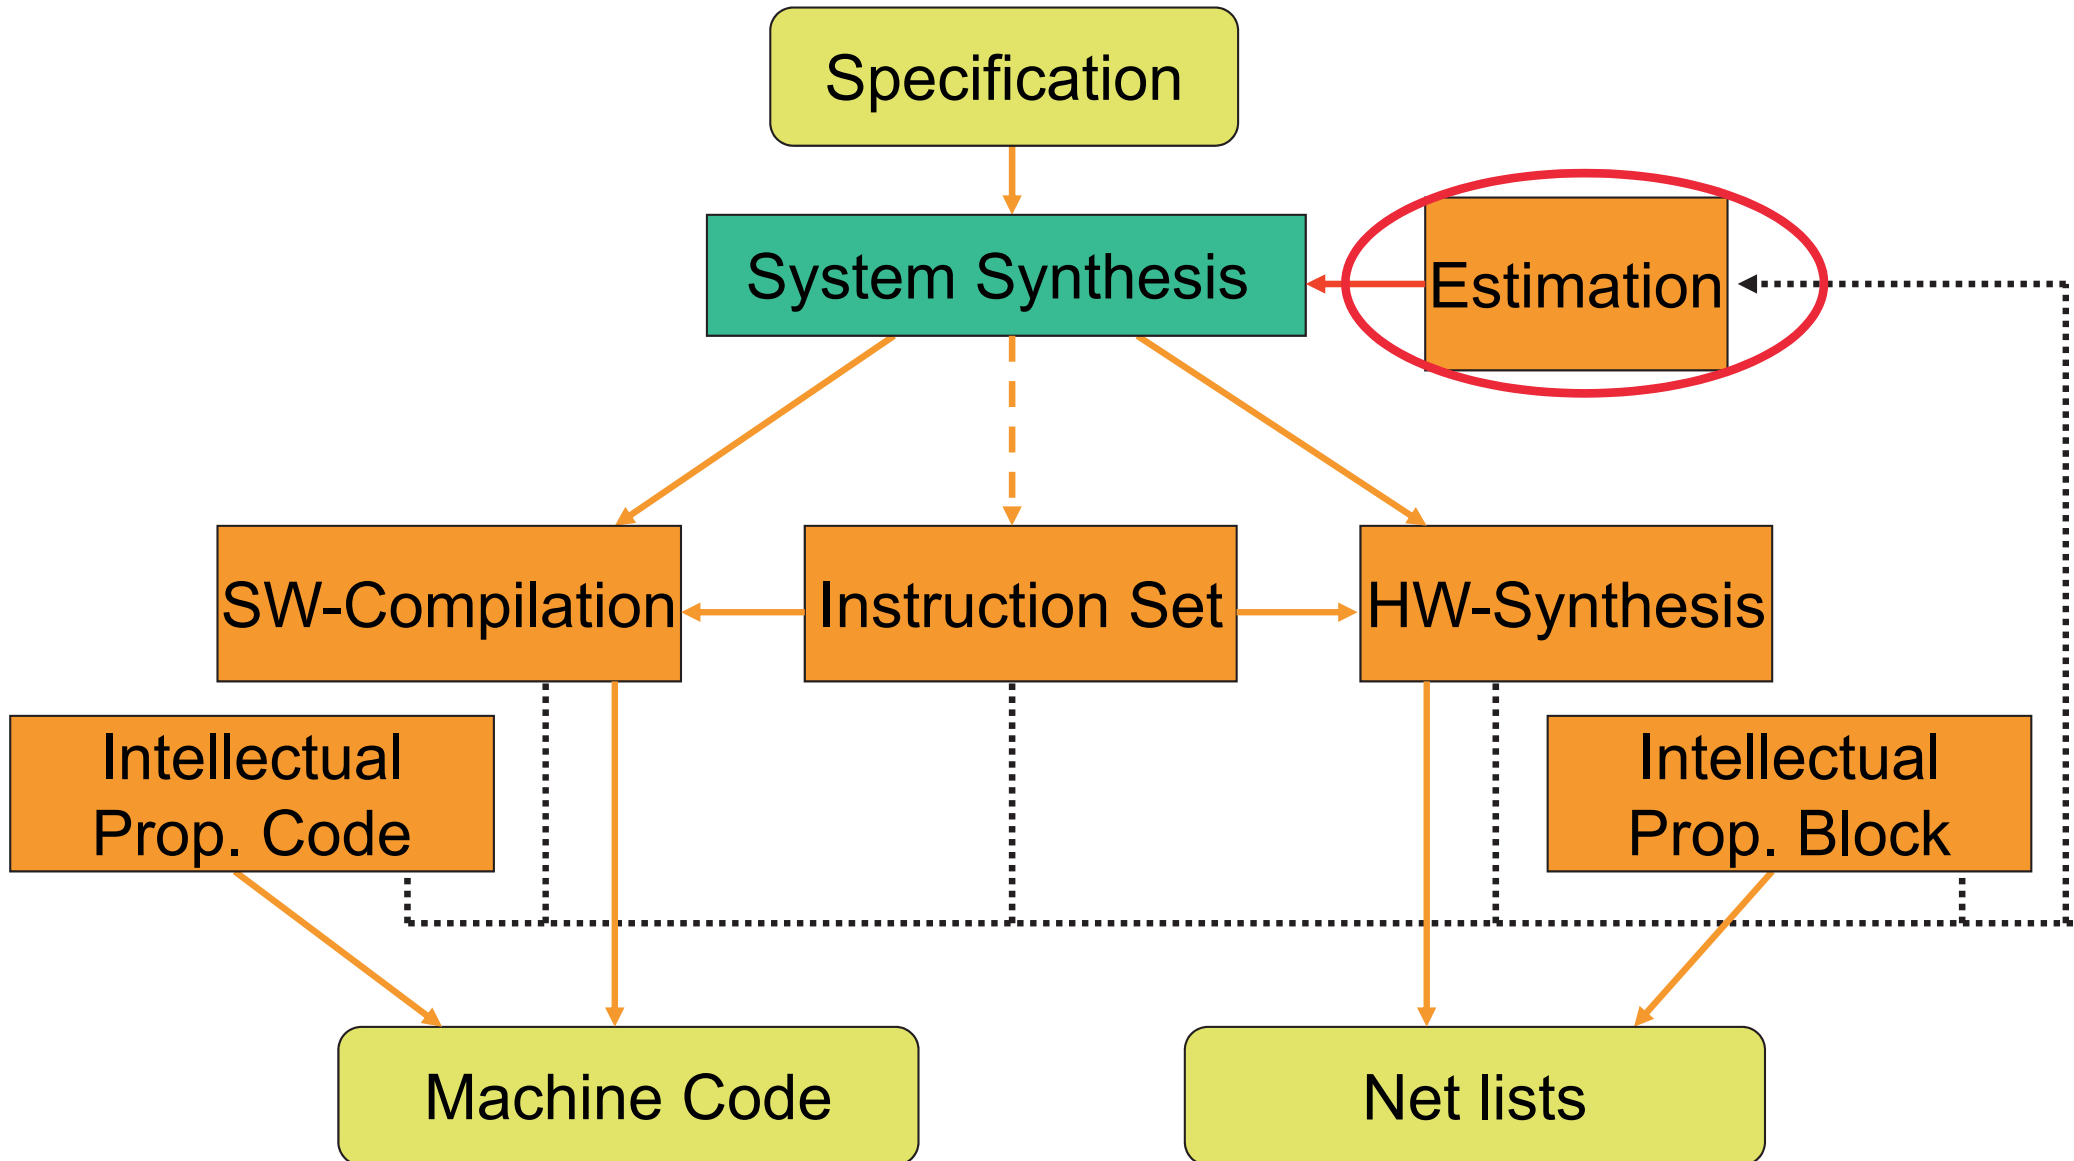 Specification
System Synthesis
Estimation
SW-Compilation
Instruction Set
HW-Synthesis
Intellectual
Prop. Code
Intellectual
Prop. Block
Machine Code
Net lists